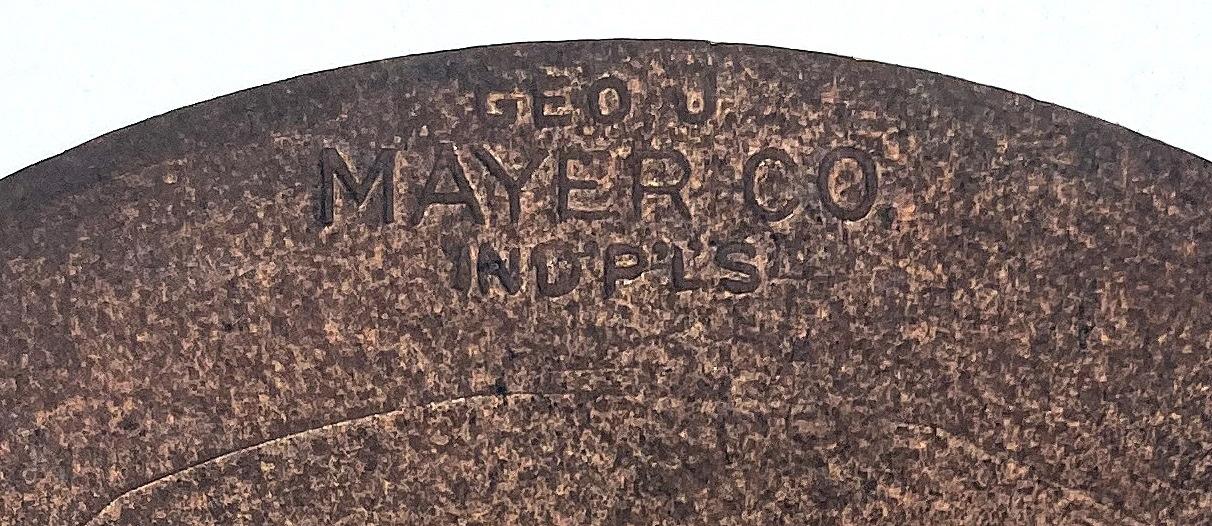 GEO J
MAYER CO.
IND'P'L'S